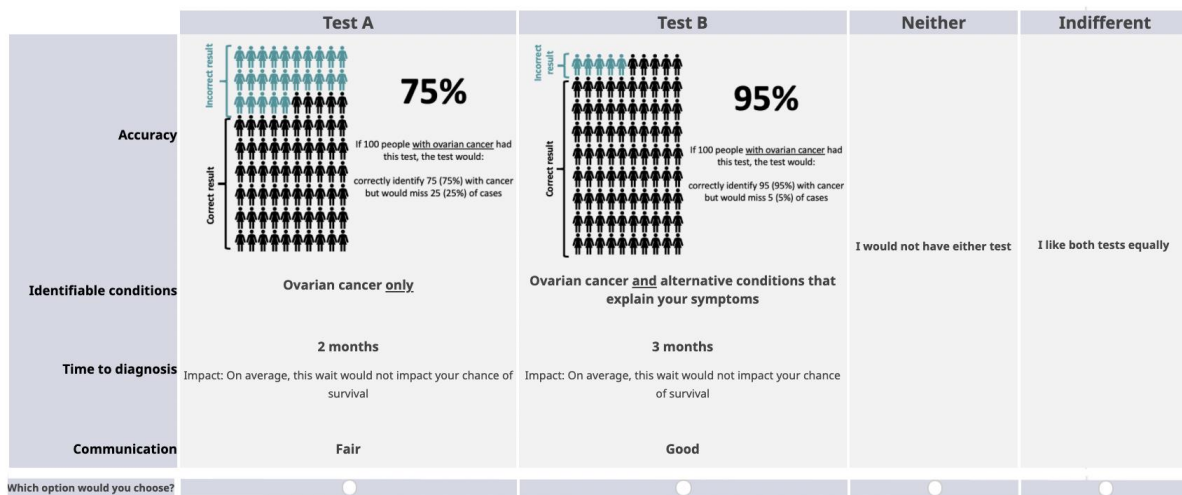 Test A
Test B
Neither
Indifferent
Accuracy
Incorrect result
Correct result
75%
If 100 people with ovarian cancer had
this test, the test would:
correctly identify 75 (75%) with cancer
but would miss 25 (25%) of cases
Incorrect
result
Correct result
95%
If 100 people with ovarian cancer had
this test, the test would:
correctly identify 95 (95%) with cancer
but would miss 5 (5%) of cases
I would not have either test
I like both tests equally
Identifiable conditions
Ovarian cancer only
Ovarian cancer and alternative conditions that
explain your symptoms
Time to diagnosis
2 months
Impact: On average, this wait would not impact your chance of
survival
3 months
Impact: On average, this wait would not impact your chance
of survival
Communication
Fair
Good
Which option would you choose?